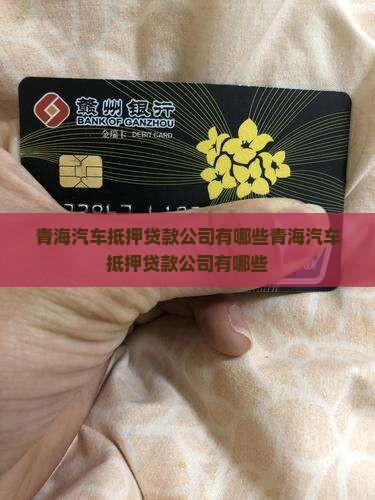 赣州银行
BANK OF GANZHOU
金瑞卡 DEBIT CARD
青海汽车抵押贷款公司有哪些青海汽车
抵押贷款公司有哪些